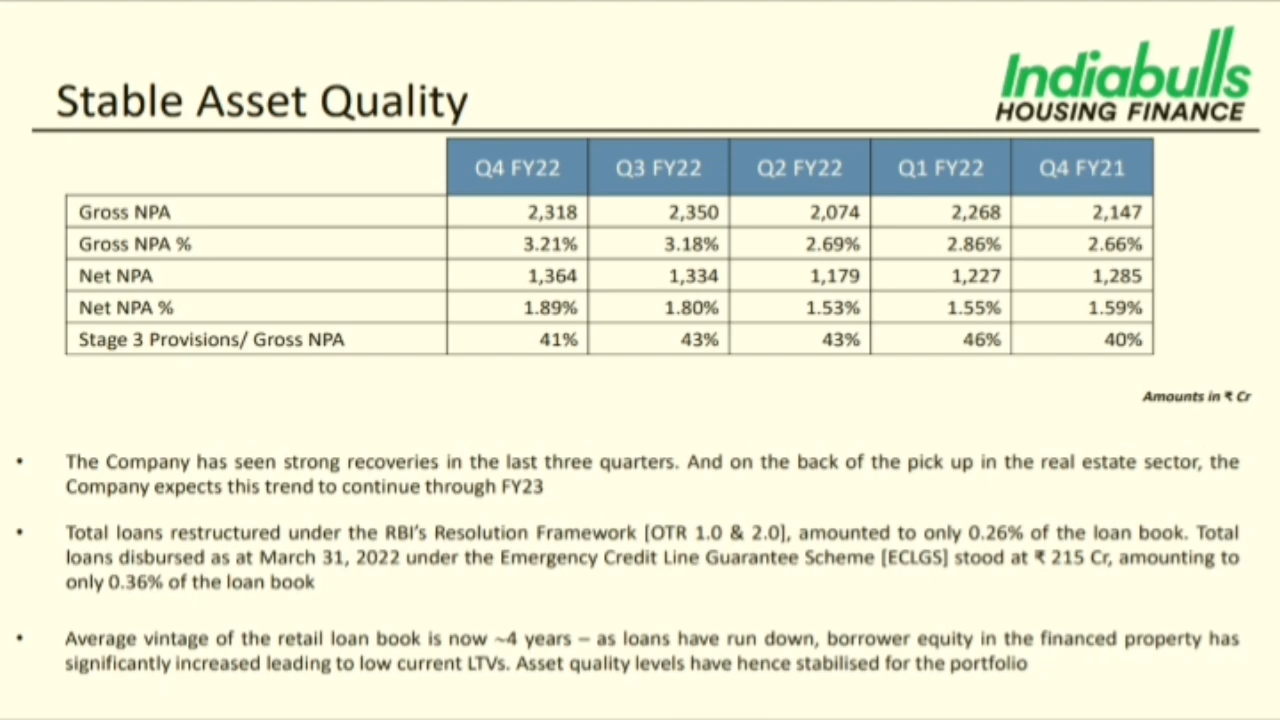 Indiabulls
HOUSING FINANCE
Stable Asset Quality
Q4 FY22 Q3 FY22 Q2 FY22 Q1 FY22 Q4 FY21
Gross NPA 2,318 2,350 2,074 2,268 2,147
Gross NPA % 3.21% 3.18% 2.69% 2.86% 2.66%
Net NPA 1,364 1,334 1,179 1,227 1,285
Net NPA % 1.89% 1.80% 1.53% 1.55% 1.59%
Stage 3 Provisions/ Gross NPA 41% 43% 43% 46% 40%
Amounts in ₹ Cr
• The Company has seen strong recoveries in the last three quarters. And on the back of the pick up in the real estate sector, the
Company expects this trend to continue through FY23
• Total loans restructured under the RBI's Resolution Framework [OTR 1.0 & 2.0], amounted to only 0.26% of the loan book. Total
loans disbursed as at March 31, 2022 under the Emergency Credit Line Guarantee Scheme [ECLGS] stood at ₹ 215 Cr, amounting to
only 0.36% of the loan book
• Average vintage of the retail loan book is now ~4 years – as loans have run down, borrower equity in the financed property has
significantly increased leading to low current LTVs. Asset quality levels have hence stabilised for the portfolio